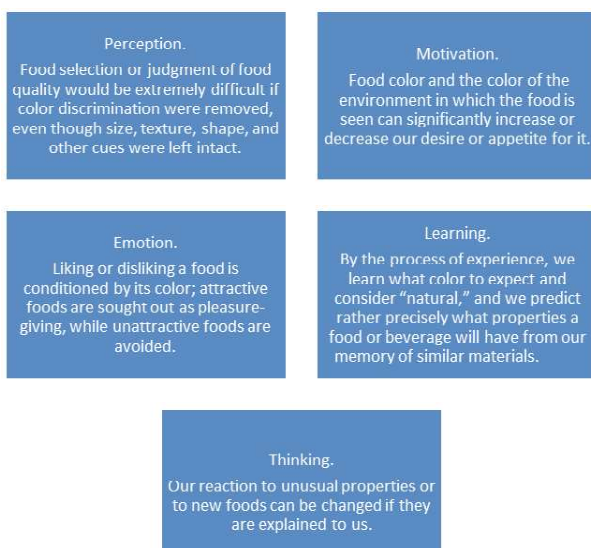 Perception.
Food selection or judgment of food
quality would be extremely difficult if
color discrimination were removed,
even though size, texture, shape, and
other cues were left intact.
Motivation.
Food color and the color of the
environment in which the food is
seen can significantly increase or
decrease our desire or appetite for it.
Emotion.
Liking or disliking a food is
conditioned by its color; attractive
foods are sought out as pleasure-
giving, while unattractive foods are
avoided.
Learning.
By the process of experience, we
learn what color to expect and
consider “natural,” and we predict
rather precisely what properties a
food or beverage will have from our
memory of similar materials.
Thinking.
Our reaction to unusual properties or
to new foods can be changed if they
are explained to us.